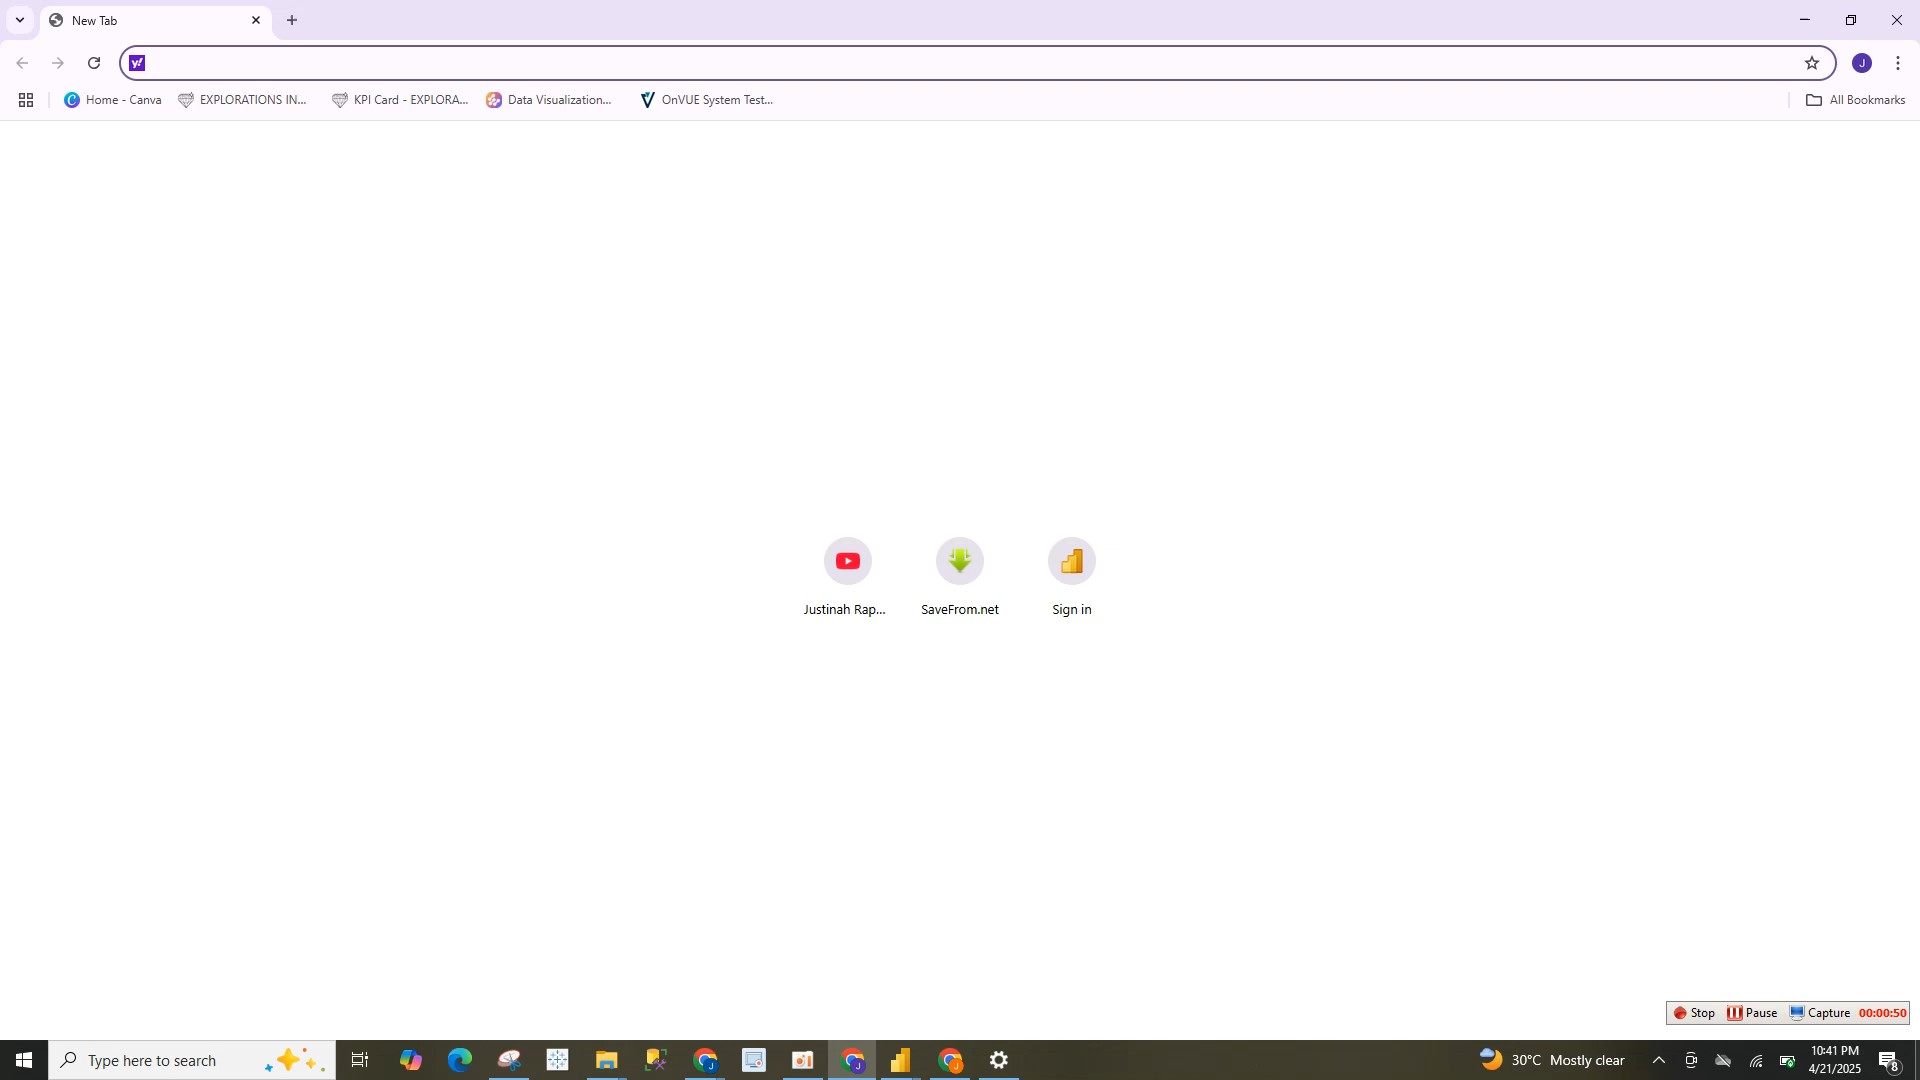 New Tab
y!
J
Home - Canva
EXPLORATIONS IN...
KPI Card - EXPLORA...
Data Visualization...
OnVUE System Test...
All Bookmarks
Justinah Rap...
SaveFrom.net
Sign in
Stop
Pause
Capture
00:00:50
Type here to search
30°C Mostly clear
10:41 PM
4/21/2025
8